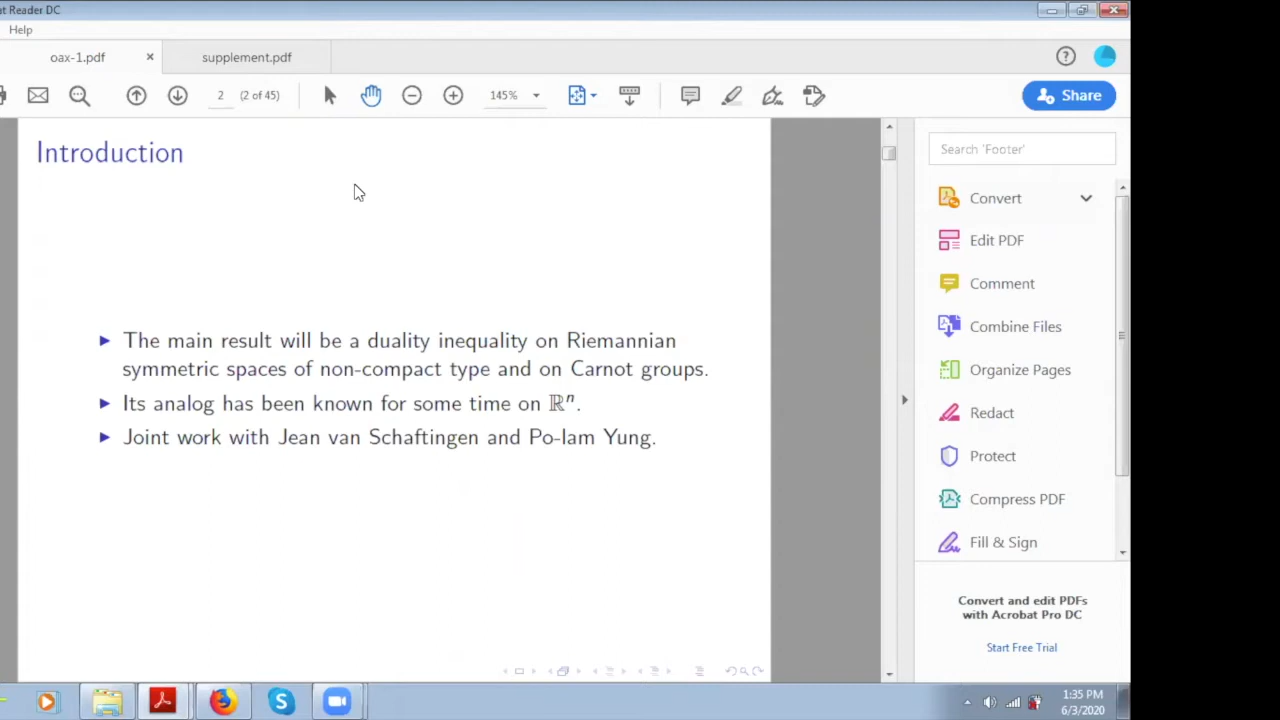 at Reader DC
Help
oax-1.pdf
supplement.pdf
2 (2 of 45)
145%
Share
Introduction
The main result will be a duality inequality on Riemannian
symmetric spaces of non-compact type and on Carnot groups.
Its analog has been known for some time on ℝⁿ.
Joint work with Jean van Schaftingen and Po-lam Yung.
Search 'Footer'
Convert
Edit PDF
Comment
Combine Files
Organize Pages
Redact
Protect
Compress PDF
Fill & Sign
Convert and edit PDFs
with Acrobat Pro DC
Start Free Trial
1:35 PM
6/3/2020